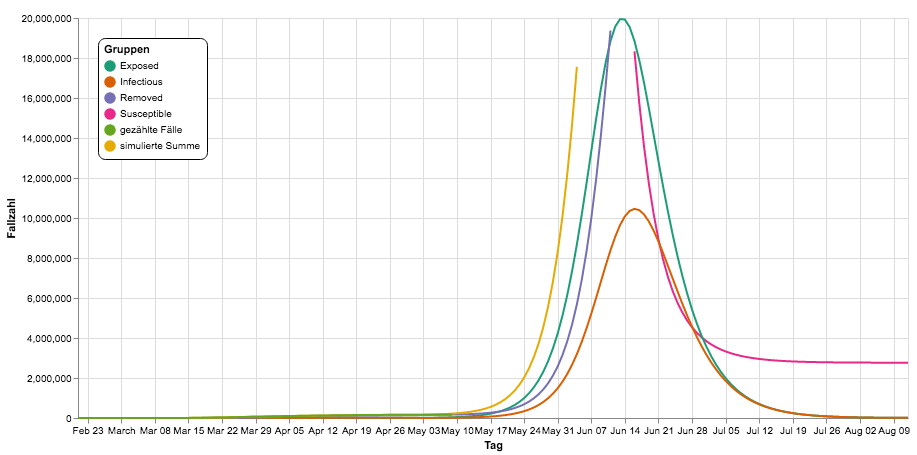 20,000,000
18,000,000
16,000,000
14,000,000
12,000,000
10,000,000
8,000,000
6,000,000
4,000,000
2,000,000
0
Fallzahl
Gruppen
Exposed
Infectious
Removed
Susceptible
gezählte Fälle
simulierte Summe
Feb 23 March Mar 08 Mar 15 Mar 22 Mar 29 Apr 05 Apr 12 Apr 19 Apr 26 May 03 May 10 May 17 May 24 May 31 Jun 07 Jun 14 Jun 21 Jun 28 Jul 05 Jul 12 Jul 19 Jul 26 Aug 02 Aug 09
Tag